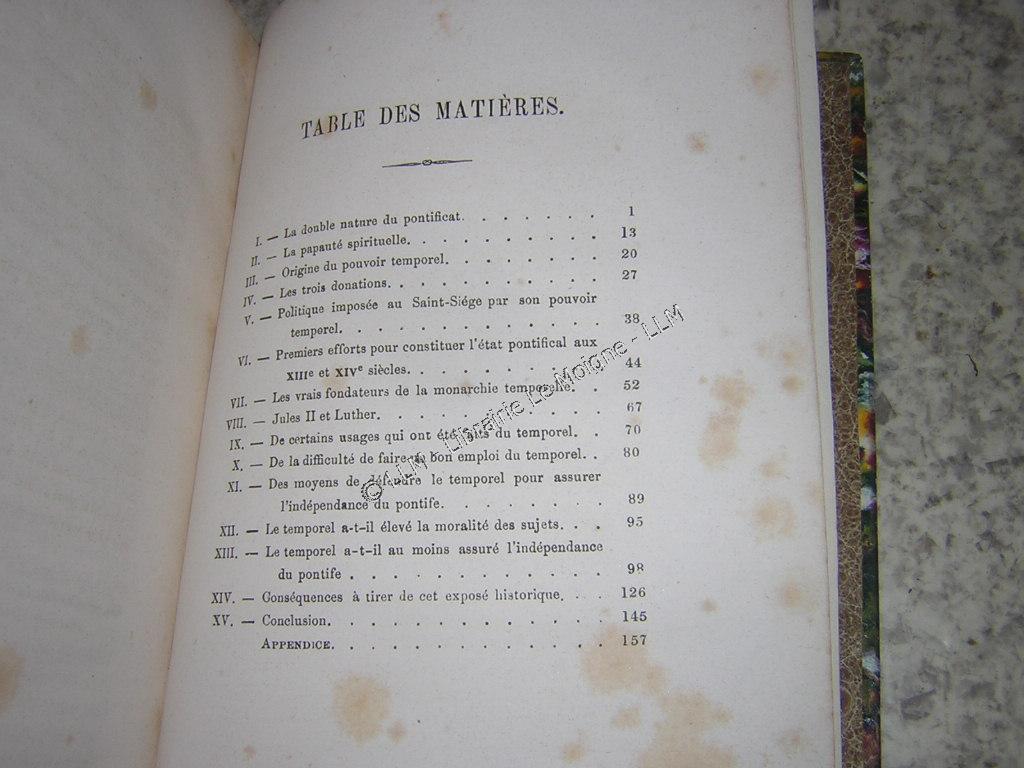 TABLE DES MATIÈRES.
I. — La double nature du pontificat. . . . . . . 1
II. — La papauté spirituelle. . . . . . . . . . 13
III. — Origine du pouvoir temporel. . . . . . . . 20
IV. — Les trois donations. . . . . . . . . . . 27
V. — Politique imposée au Saint-Siége par son pouvoir
temporel. . . . . . . . . . . . . 38
VI. — Premiers efforts pour constituer l'état pontifical aux
XIIIe et XIVe siècles. . . . . . . . . . 44
VII. — Les vrais fondateurs de la monarchie temporelle. . 52
VIII. — Jules II et Luther. . . . . . . . . . . 67
IX. — De certains usages qui ont été faits du temporel. . 70
X. — De la difficulté de faire un bon emploi du temporel. . 80
XI. — Des moyens de défendre le temporel pour assurer
l'indépendance du pontife. . . . . . . . . 89
XII. — Le temporel a-t-il élevé la moralité des sujets. . . 95
XIII. — Le temporel a-t-il au moins assuré l'indépendance
du pontife . . . . . . . . . . . . 98
XIV. — Conséquences à tirer de cet exposé historique. . . 126
XV. — Conclusion. . . . . . . . . . . . . 145
APPENDICE. . . . . . . . . . . . . 157
© LLM - Librairie Le Moigne - LLM